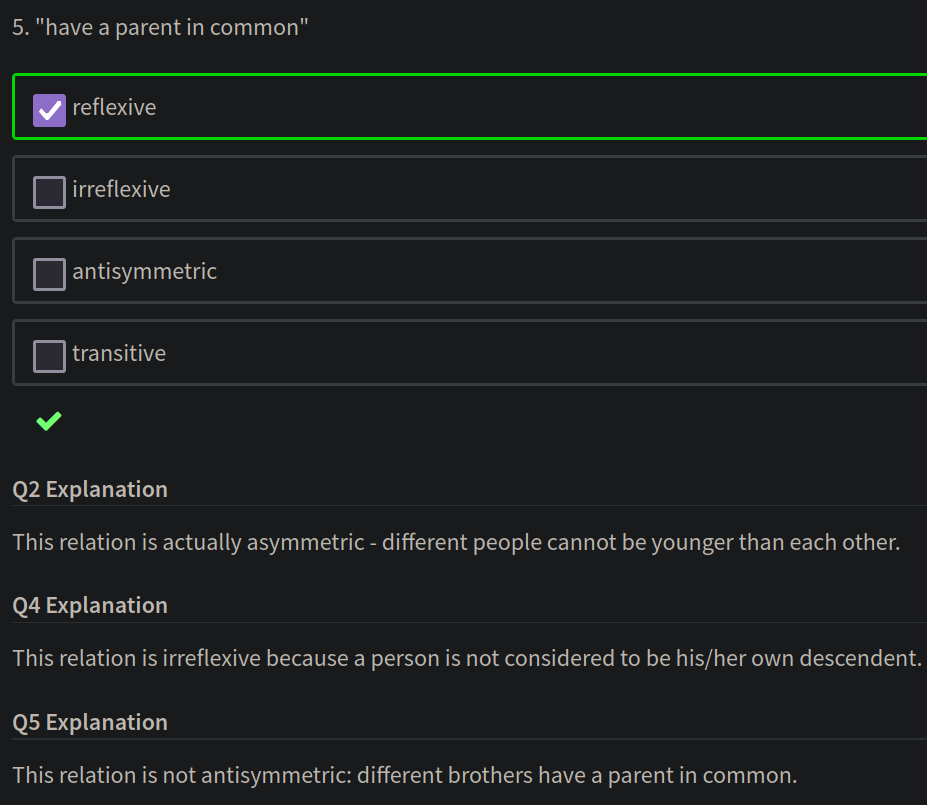 5. "have a parent in common"
reflexive
irreflexive
antisymmetric
transitive
Q2 Explanation
This relation is actually asymmetric - different people cannot be younger than each other.
Q4 Explanation
This relation is irreflexive because a person is not considered to be his/her own descendent.
Q5 Explanation
This relation is not antisymmetric: different brothers have a parent in common.